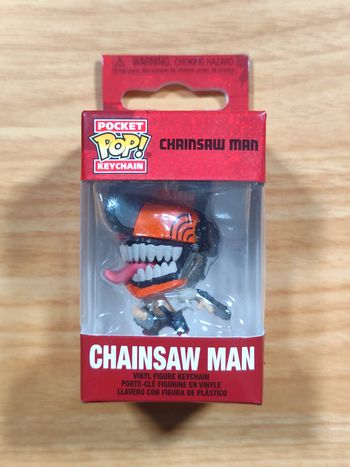 WARNING: CHOKING HAZARD
POCKET
POP!
KEYCHAIN
CHAINSAW MAN
CHAINSAW MAN
VINYL FIGURE KEYCHAIN
PORTE-CLÉ FIGURINE EN VINYLE
LLAVERO CON FIGURA DE PLÁSTICO